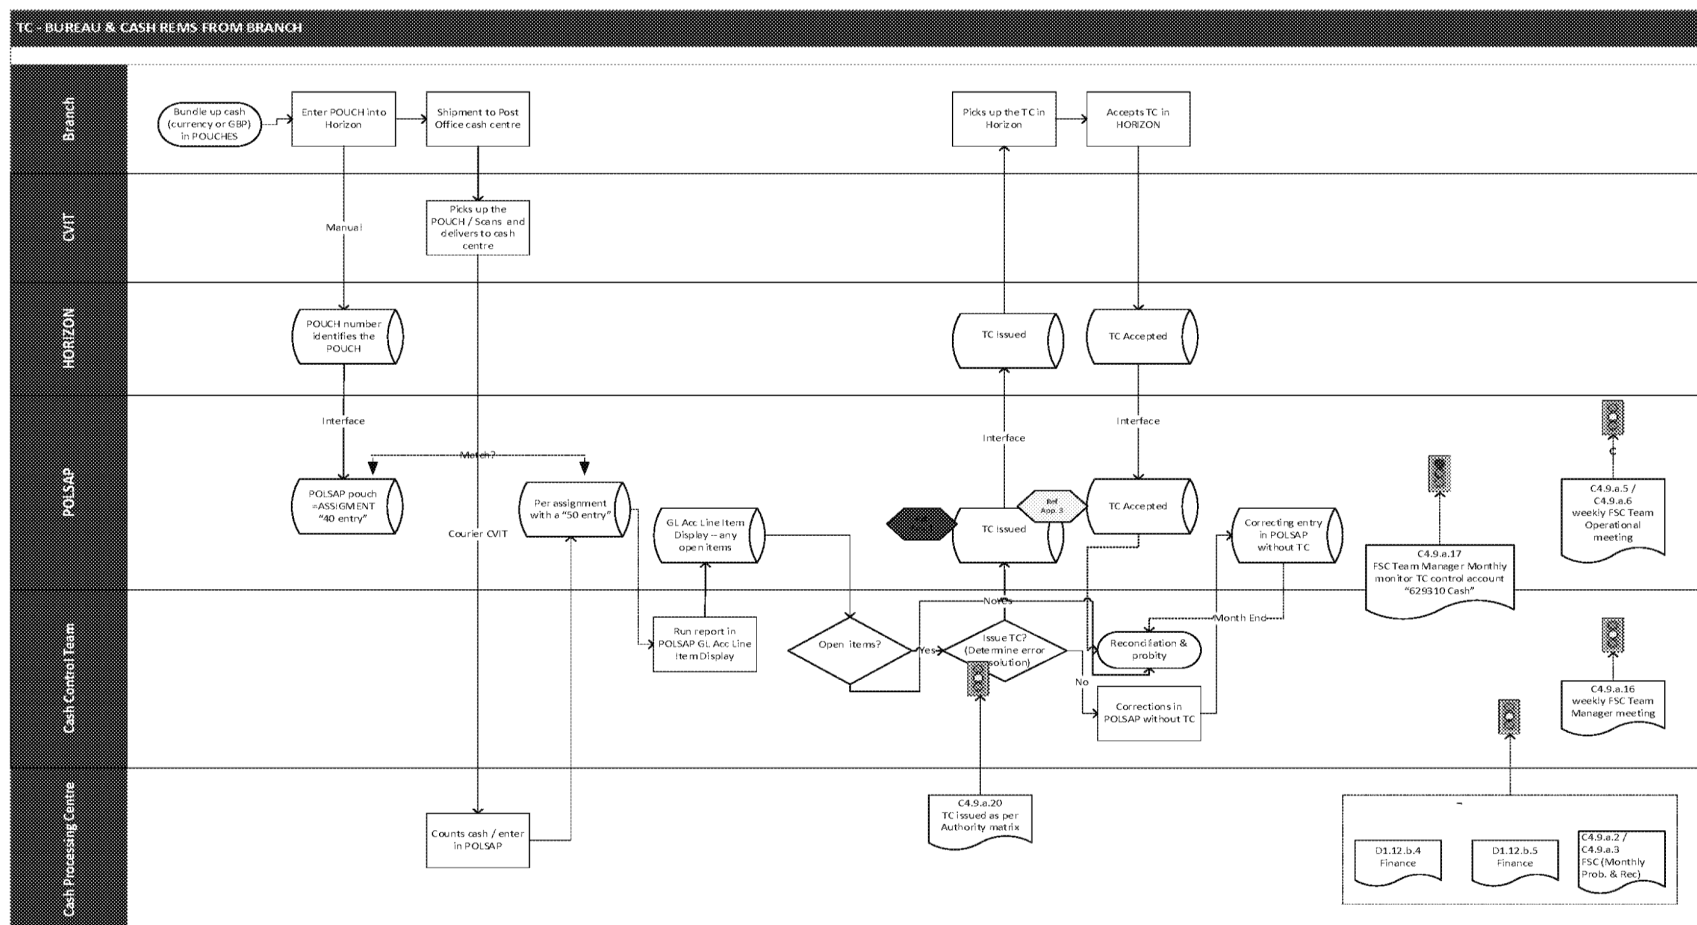 TC - BUREAU & CASH REMS FROM BRANCH
Branch
Bundle up cash
(currency or GBP)
in POUCHES
Enter POUCH into
Horizon
Shipment to Post
Office cash centre
Picks up the TC in
Horizon
Accepts TC in
HORIZON
CVIT
Picks up the
POUCH / Scans and
delivers to cash
centre
Manual
HORIZON
POUCH number
identifies the
POUCH
TC Issued
TC Accepted
POLSAP
Interface
Interface
Interface
Match?
POLSAP pouch
=ASSIGMENT
"40 entry"
Per assignment
with a "50 entry"
Courier CVIT
GL Acc Line Item
Display – any
open items
TC Issued
Ref
App. 3
TC Accepted
Correcting entry
in POLSAP
without TC
C4.9.a.17
FSC Team Manager Monthly
monitor TC control account
"629310 Cash"
C
C4.9.a.5 /
C4.9.a.6
weekly FSC Team
Operational
meeting
Cash Control Team
Run report in
POLSAP GL Acc Line
Item Display
Open items?
Yes
No
Issue TC?
(Determine error
solution)
No
Month End
Reconciliation &
probity
Corrections in
POLSAP without TC
C4.9.a.16
weekly FSC Team
Manager meeting
Cash Processing Centre
Counts cash / enter
in POLSAP
C4.9.a.20
TC issued as per
Authority matrix
D1.12.b.4
Finance
D1.12.b.5
Finance
C4.9.a.2 /
C4.9.a.3
FSC (Monthly
Prob. & Rec)